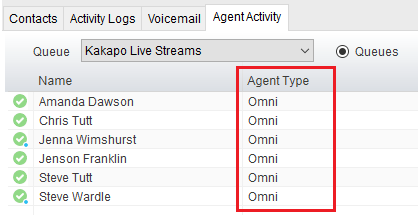 Contacts Activity Logs Voicemail Agent Activity
Queue Kakapo Live Streams Queues
Name Agent Type
Amanda Dawson Omni
Chris Tutt Omni
Jenna Wimshurst Omni
Jenson Franklin Omni
Steve Tutt Omni
Steve Wardle Omni